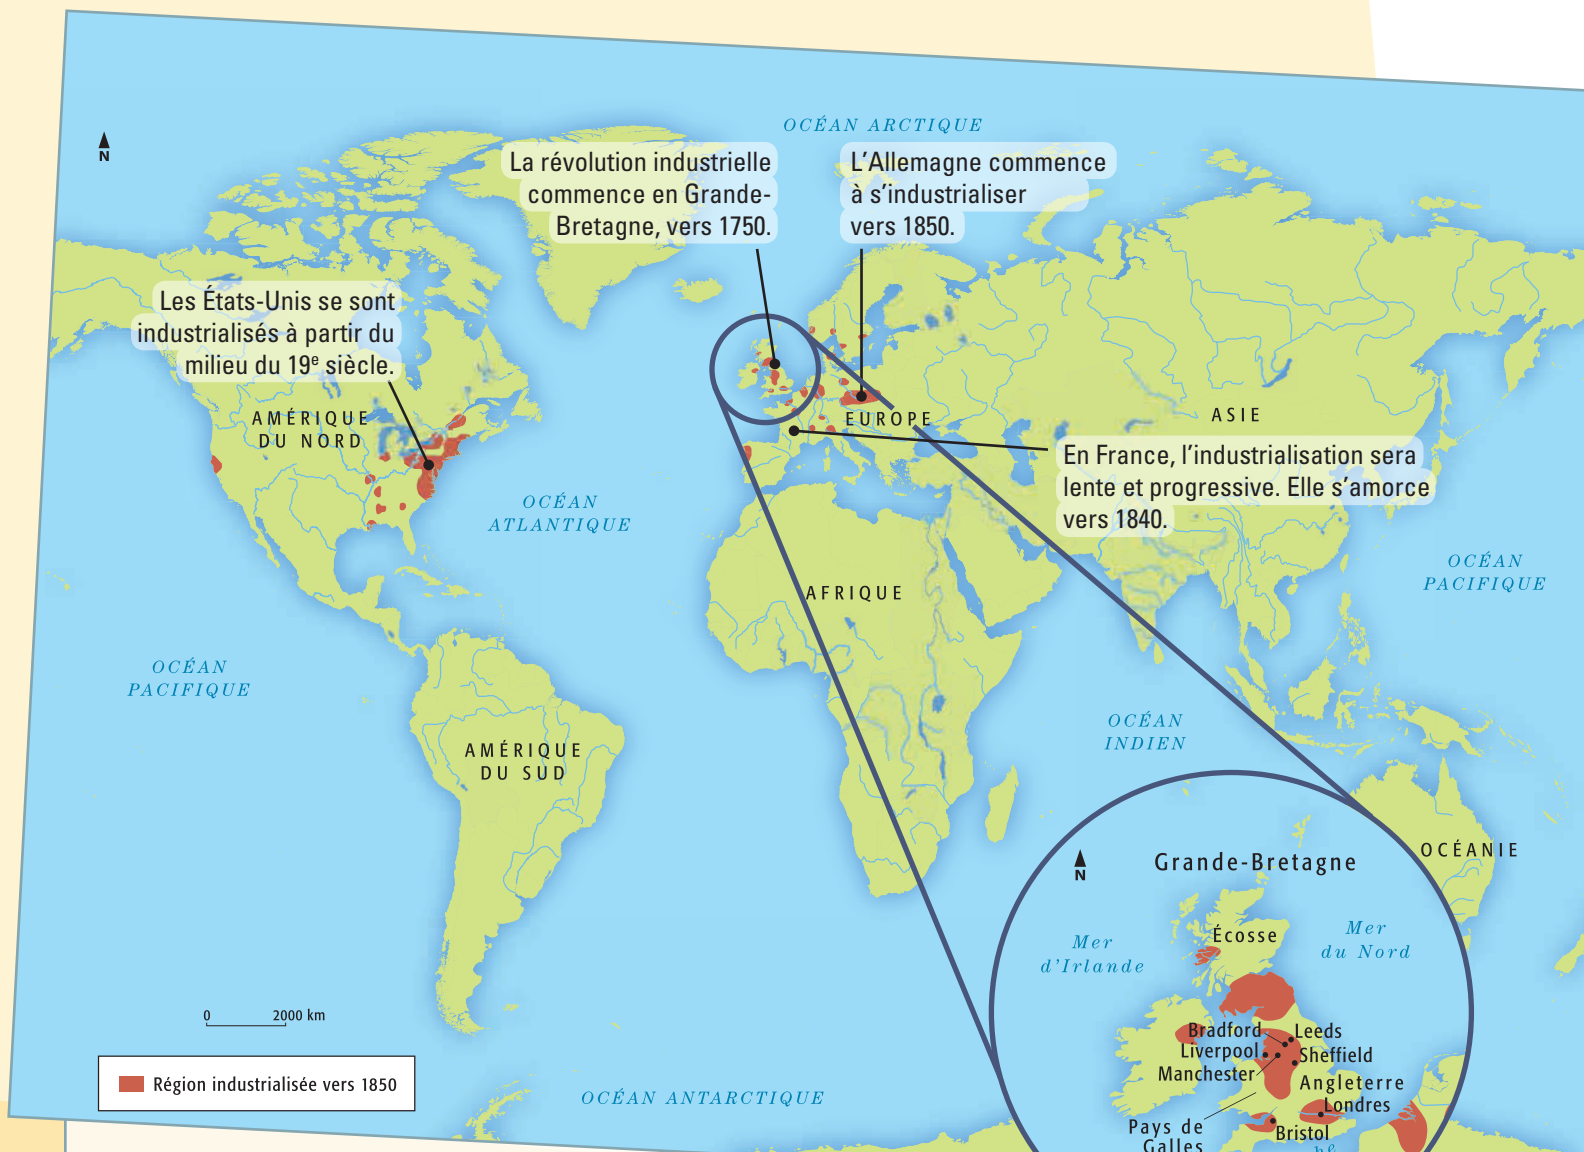 OCÉAN ARCTIQUE
N
La révolution industrielle
commence en Grande-
Bretagne, vers 1750.
L’Allemagne commence
à s’industrialiser
vers 1850.
Les États-Unis se sont
industrialisés à partir du
milieu du 19e siècle.
AMÉRIQUE
DU NORD
EUROPE
ASIE
En France, l’industrialisation sera
lente et progressive. Elle s’amorce
vers 1840.
OCÉAN
ATLANTIQUE
OCÉAN
PACIFIQUE
AFRIQUE
OCÉAN
PACIFIQUE
OCÉAN
INDIEN
AMÉRIQUE
DU SUD
OCÉANIE
N
Grande-Bretagne
Écosse
Mer
d’Irlande
Mer
du Nord
Bradford
Leeds
Liverpool
Sheffield
Manchester
Angleterre
Londres
Pays de
Galles
Bristol
0 2000 km
Région industrialisée vers 1850
OCÉAN ANTARCTIQUE